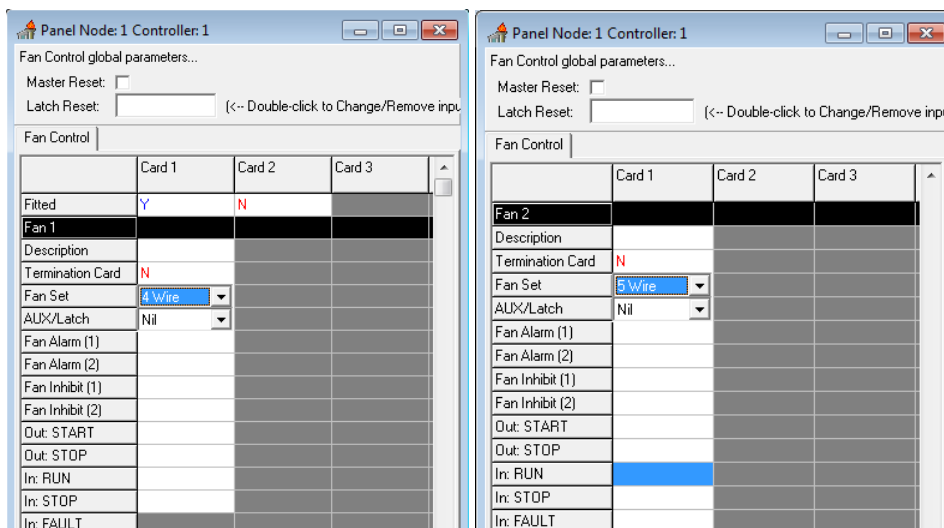 Panel Node: 1 Controller: 1
Fan Control global parameters...
Master Reset:
Latch Reset: (<-- Double-click to Change/Remove inpu
Fan Control
Card 1 Card 2 Card 3
Fitted Y N
Fan 1
Description
Termination Card N
Fan Set 4 Wire
AUX/Latch Nil
Fan Alarm (1)
Fan Alarm (2)
Fan Inhibit (1)
Fan Inhibit (2)
Out: START
Out: STOP
In: RUN
In: STOP
In: FAULT
Panel Node: 1 Controller: 1
Fan Control global parameters...
Master Reset:
Latch Reset: (<-- Double-click to Change/Remove inp
Fan Control
Card 1 Card 2 Card 3
Fan 2
Description
Termination Card N
Fan Set 5 Wire
AUX/Latch Nil
Fan Alarm (1)
Fan Alarm (2)
Fan Inhibit (1)
Fan Inhibit (2)
Out: START
Out: STOP
In: RUN
In: STOP
In: FAULT